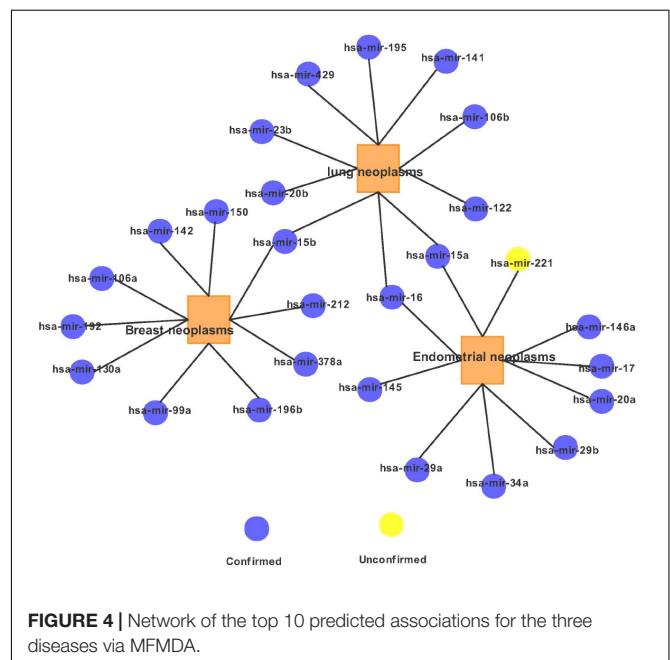 hsa-mir-195
hsa-mir-141
hsa-mir-429
hsa-mir-106b
hsa-mir-23b
lung neoplasms
hsa-mir-20b
hsa-mir-122
hsa-mir-150
hsa-mir-142
hsa-mir-15b
hsa-mir-15a
hsa-mir-221
hsa-mir-106a
hsa-mir-16
hsa-mir-212
hsa-mir-192
Breast neoplasms
hsa-mir-146a
Endometrial neoplasms
hsa-mir-378a
hsa-mir-17
hsa-mir-130a
hsa-mir-145
hsa-mir-20a
hsa-mir-99a
hsa-mir-196b
hsa-mir-29b
hsa-mir-29a
hsa-mir-34a
Confirmed
Unconfirmed
FIGURE 4 | Network of the top 10 predicted associations for the three
diseases via MFMDA.